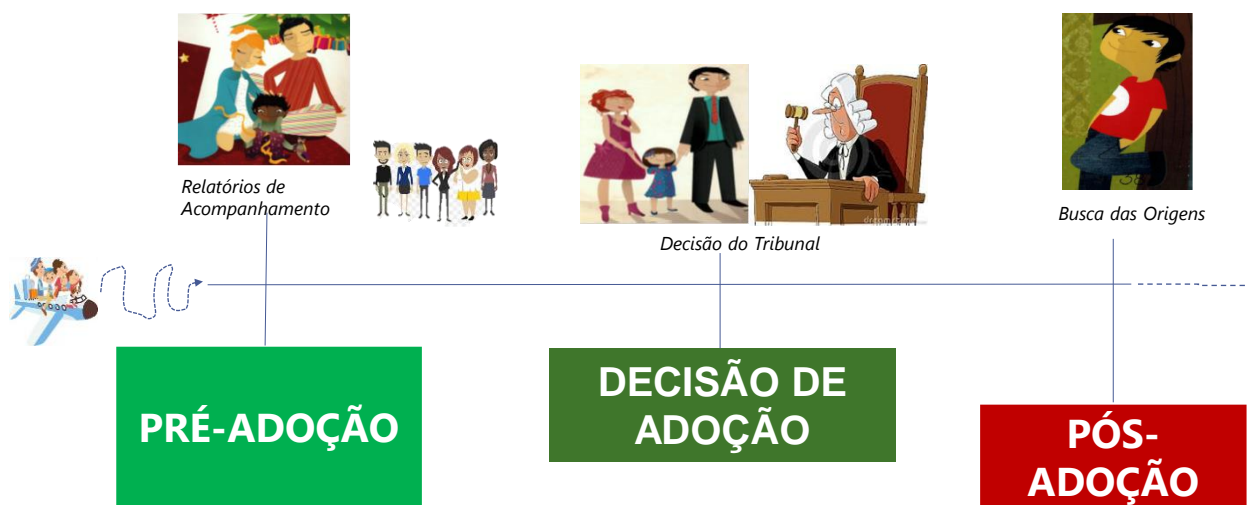 Relatórios de
Acompanhamento
Decisão do Tribunal
Busca das Origens
PRÉ-ADOÇÃO
DECISÃO DE
ADOÇÃO
PÓS-
ADOÇÃO